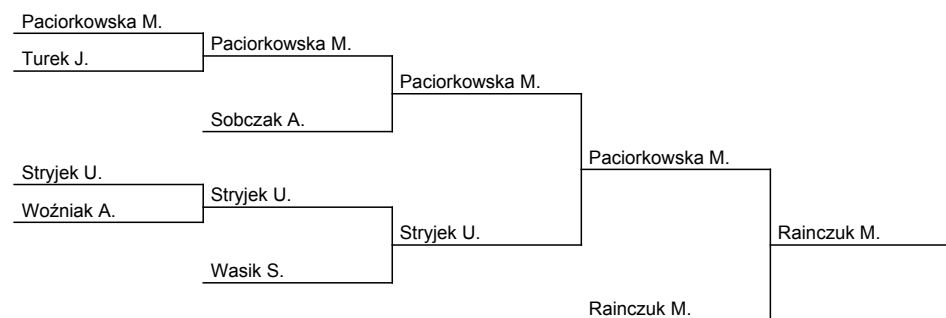 Paciorkowska M.
Turek J.
Paciorkowska M.
Sobczak A.
Paciorkowska M.
Stryjek U.
Woźniak A.
Stryjek U.
Wasik S.
Stryjek U.
Paciorkowska M.
Rainczuk M.
Rainczuk M.